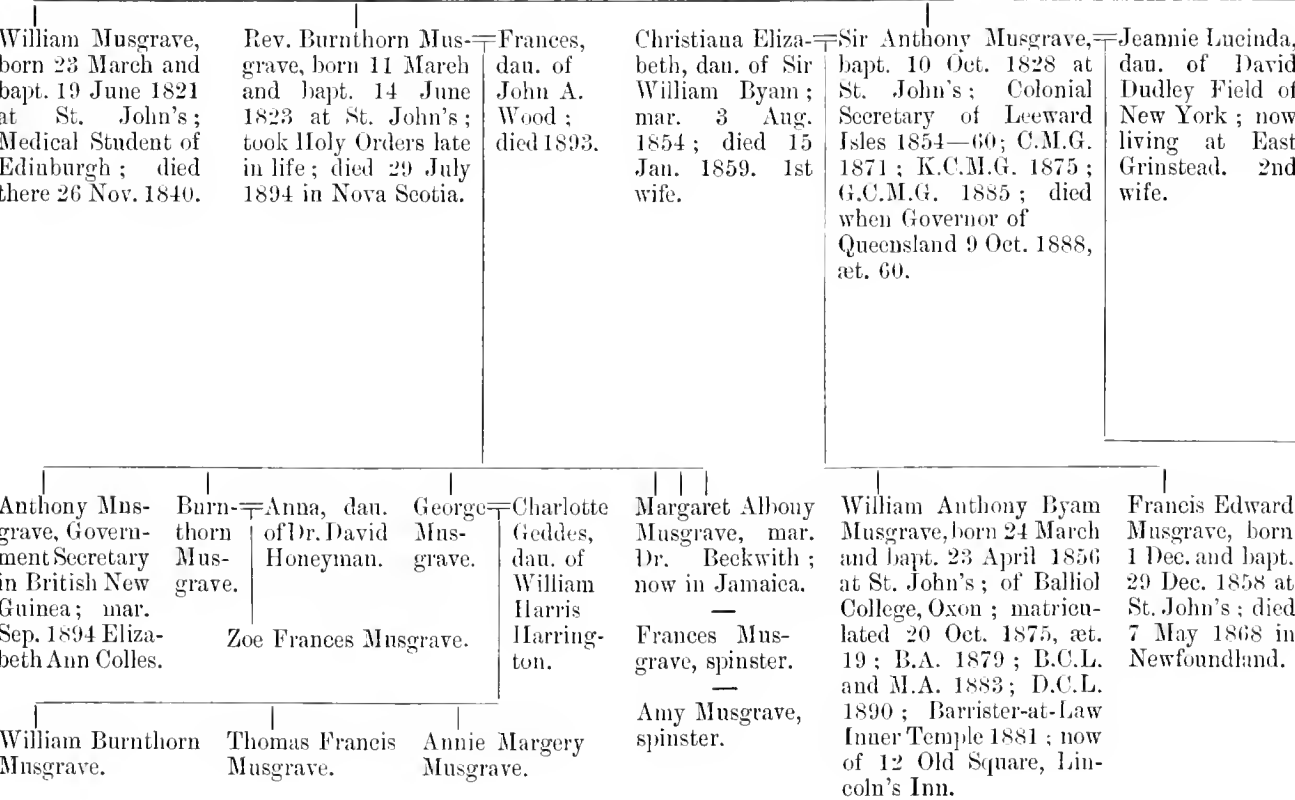 William Musgrave,
born 23 March and
bapt. 19 June 1821
at St. John's;
Medical Student of
Edinburgh; died
there 26 Nov. 1840.
Rev. Burnthorn Mus-
grave, born 11 March
and bapt. 14 June
1823 at St. John's;
took Holy Orders late
in life; died 29 July
1894 in Nova Scotia.
Frances,
dau. of
John A.
Wood;
died 1893.
Christiana Eliza-
beth, dau. of Sir
William Byam;
mar. 3 Aug.
1854; died 15
Jan. 1859. 1st
wife.
Sir Anthony Musgrave,
bapt. 10 Oct. 1828 at
St. John's; Colonial
Secretary of Leeward
Isles 1854—60; C.M.G.
1871; K.C.M.G. 1875;
G.C.M.G. 1885; died
when Governor of
Queensland 9 Oct. 1888,
æt. 60.
Jeannie Lucinda,
dau. of David
Dudley Field of
New York; now
living at East
Grinstead. 2nd
wife.
Anthony Mus-
grave, Govern-
ment Secretary
in British New
Guinea; mar.
Sep. 1894 Eliza-
beth Ann Colles.
Burn-
thorn
Mus-
grave.
Anna, dau.
of Dr. David
Honeyman.
Zoe Frances Musgrave.
George
Mus-
grave.
Charlotte
Geddes,
dau. of
William
Harris
Harring-
ton.
Margaret Albony
Musgrave, mar.
Dr. Beckwith;
now in Jamaica.
—
Frances Mus-
grave, spinster.
—
Amy Musgrave,
spinster.
William Anthony Byam
Musgrave, born 24 March
and bapt. 23 April 1856
at St. John's; of Balliol
College, Oxon; matricu-
lated 20 Oct. 1875, æt.
19; B.A. 1879; B.C.L.
and M.A. 1883; D.C.L.
1890; Barrister-at-Law
Inner Temple 1881; now
of 12 Old Square, Lin-
coln's Inn.
Francis Edward
Musgrave, born
1 Dec. and bapt.
29 Dec. 1858 at
St. John's; died
7 May 1868 in
Newfoundland.
William Burnthorn
Musgrave.
Thomas Francis
Musgrave.
Annie Margery
Musgrave.